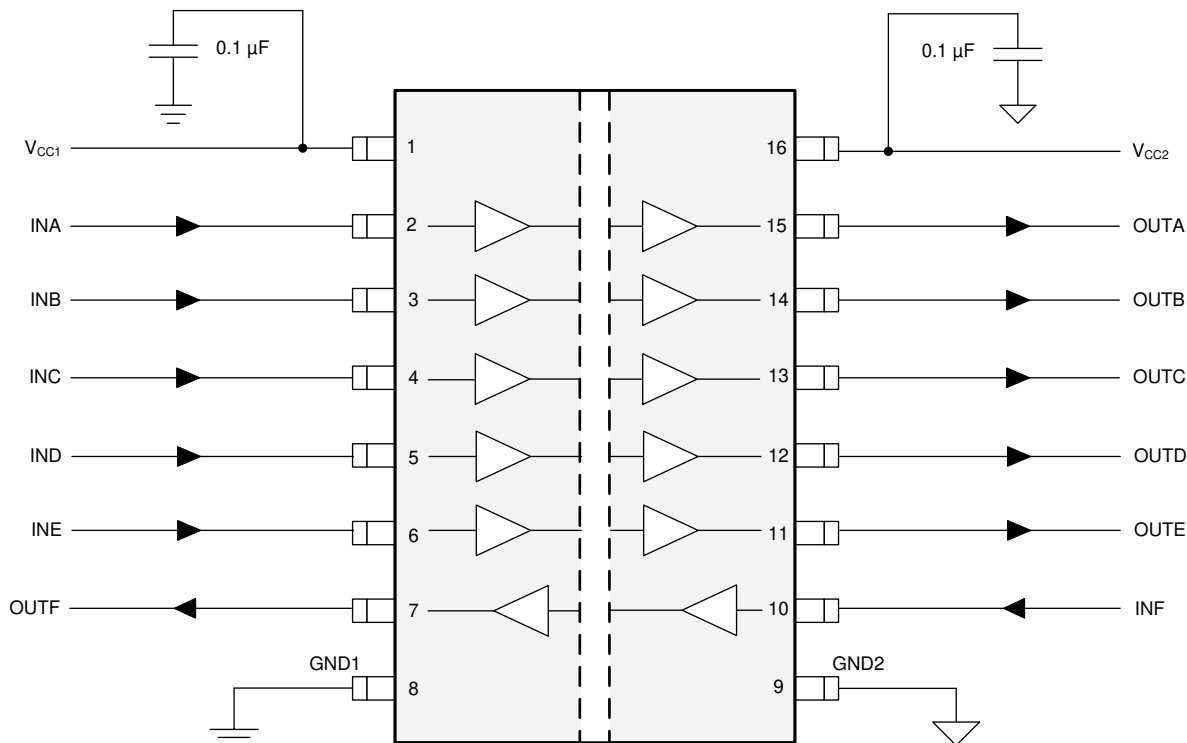 0.1 µF
0.1 µF
VCC1 1 16 VCC2
INA 2 15 OUTA
INB 3 14 OUTB
INC 4 13 OUTC
IND 5 12 OUTD
INE 6 11 OUTE
OUTF 7 10 INF
GND1 GND2
8 9